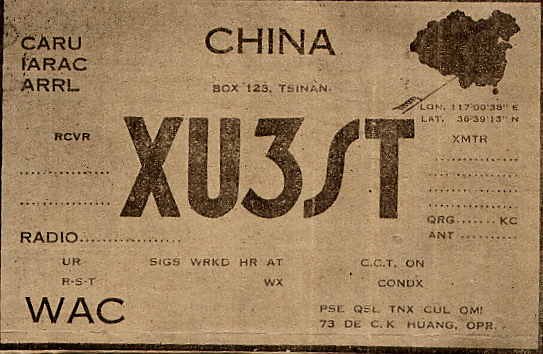 CARU
IARAC
ARRL
CHINA
BOX 123, TSINAN.
LON. 117°00'38" E
LAT. 36°39'13" N
RCVR
XU3ST
XMTR
QRG....... KC
ANT ..........
RADIO..................
UR SIGS WRKD HR AT C.C.T. ON
R-S-T WX CONDX
WAC
PSE QSL TNX CUL OM!
73 DE C. K HUANG, OPR.